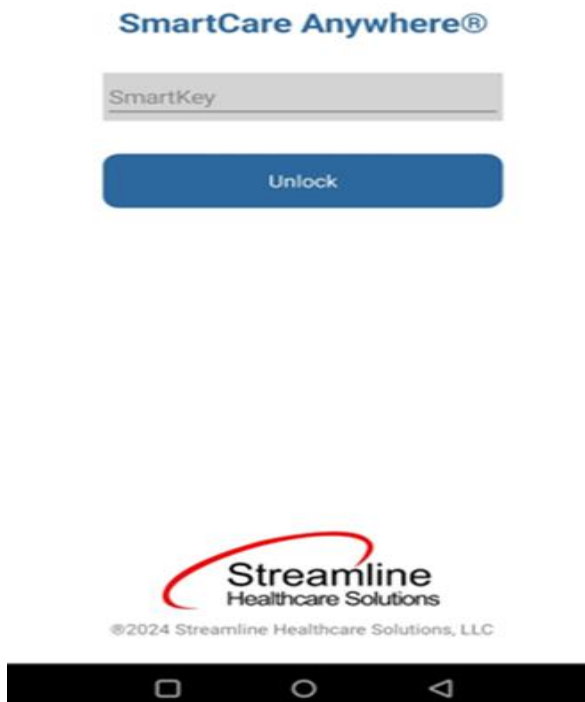 SmartCare Anywhere®
SmartKey
Unlock
Streamline
Healthcare Solutions
®2024 Streamline Healthcare Solutions, LLC